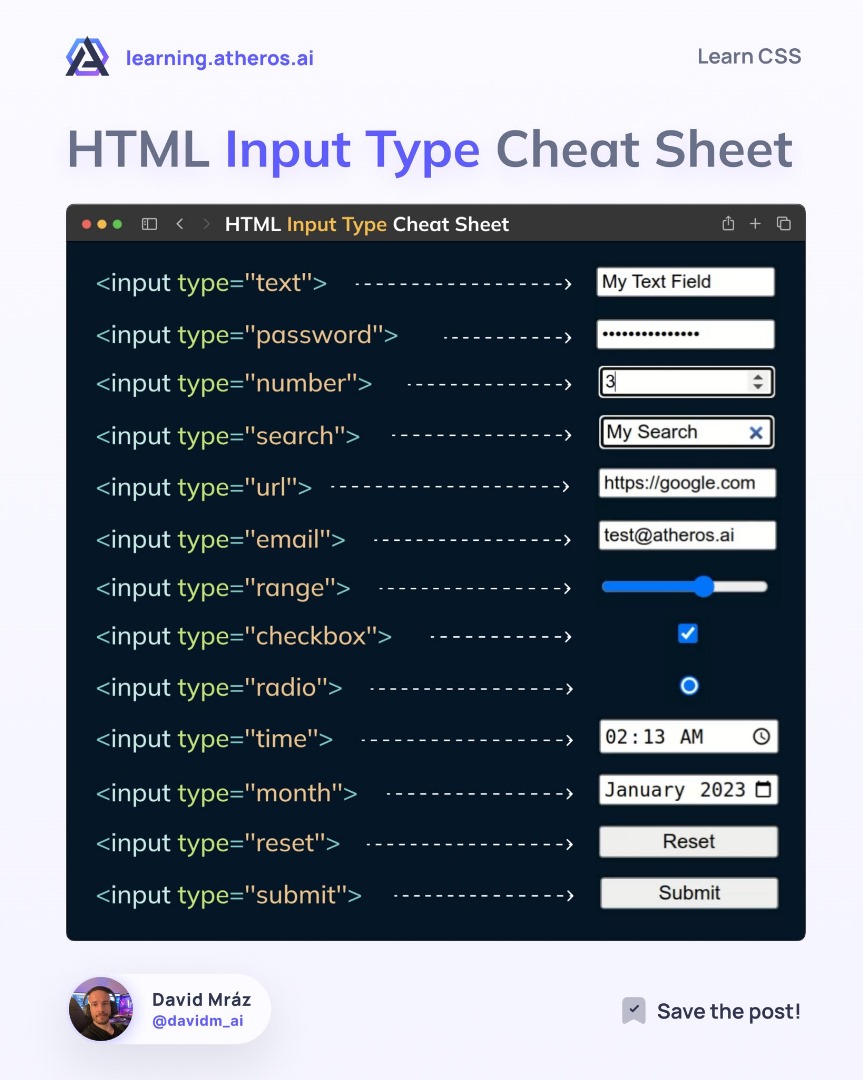 learning.atheros.ai
Learn CSS
HTML Input Type Cheat Sheet
HTML Input Type Cheat Sheet
<input type="text"> My Text Field
<input type="password"> •••••••••••••••
<input type="number"> 3
<input type="search"> My Search
<input type="url"> https://google.com
<input type="email"> test@atheros.ai
<input type="range">
<input type="checkbox">
<input type="radio">
<input type="time"> 02:13 AM
<input type="month"> January 2023
<input type="reset"> Reset
<input type="submit"> Submit
David Mráz
@davidm_ai
Save the post!